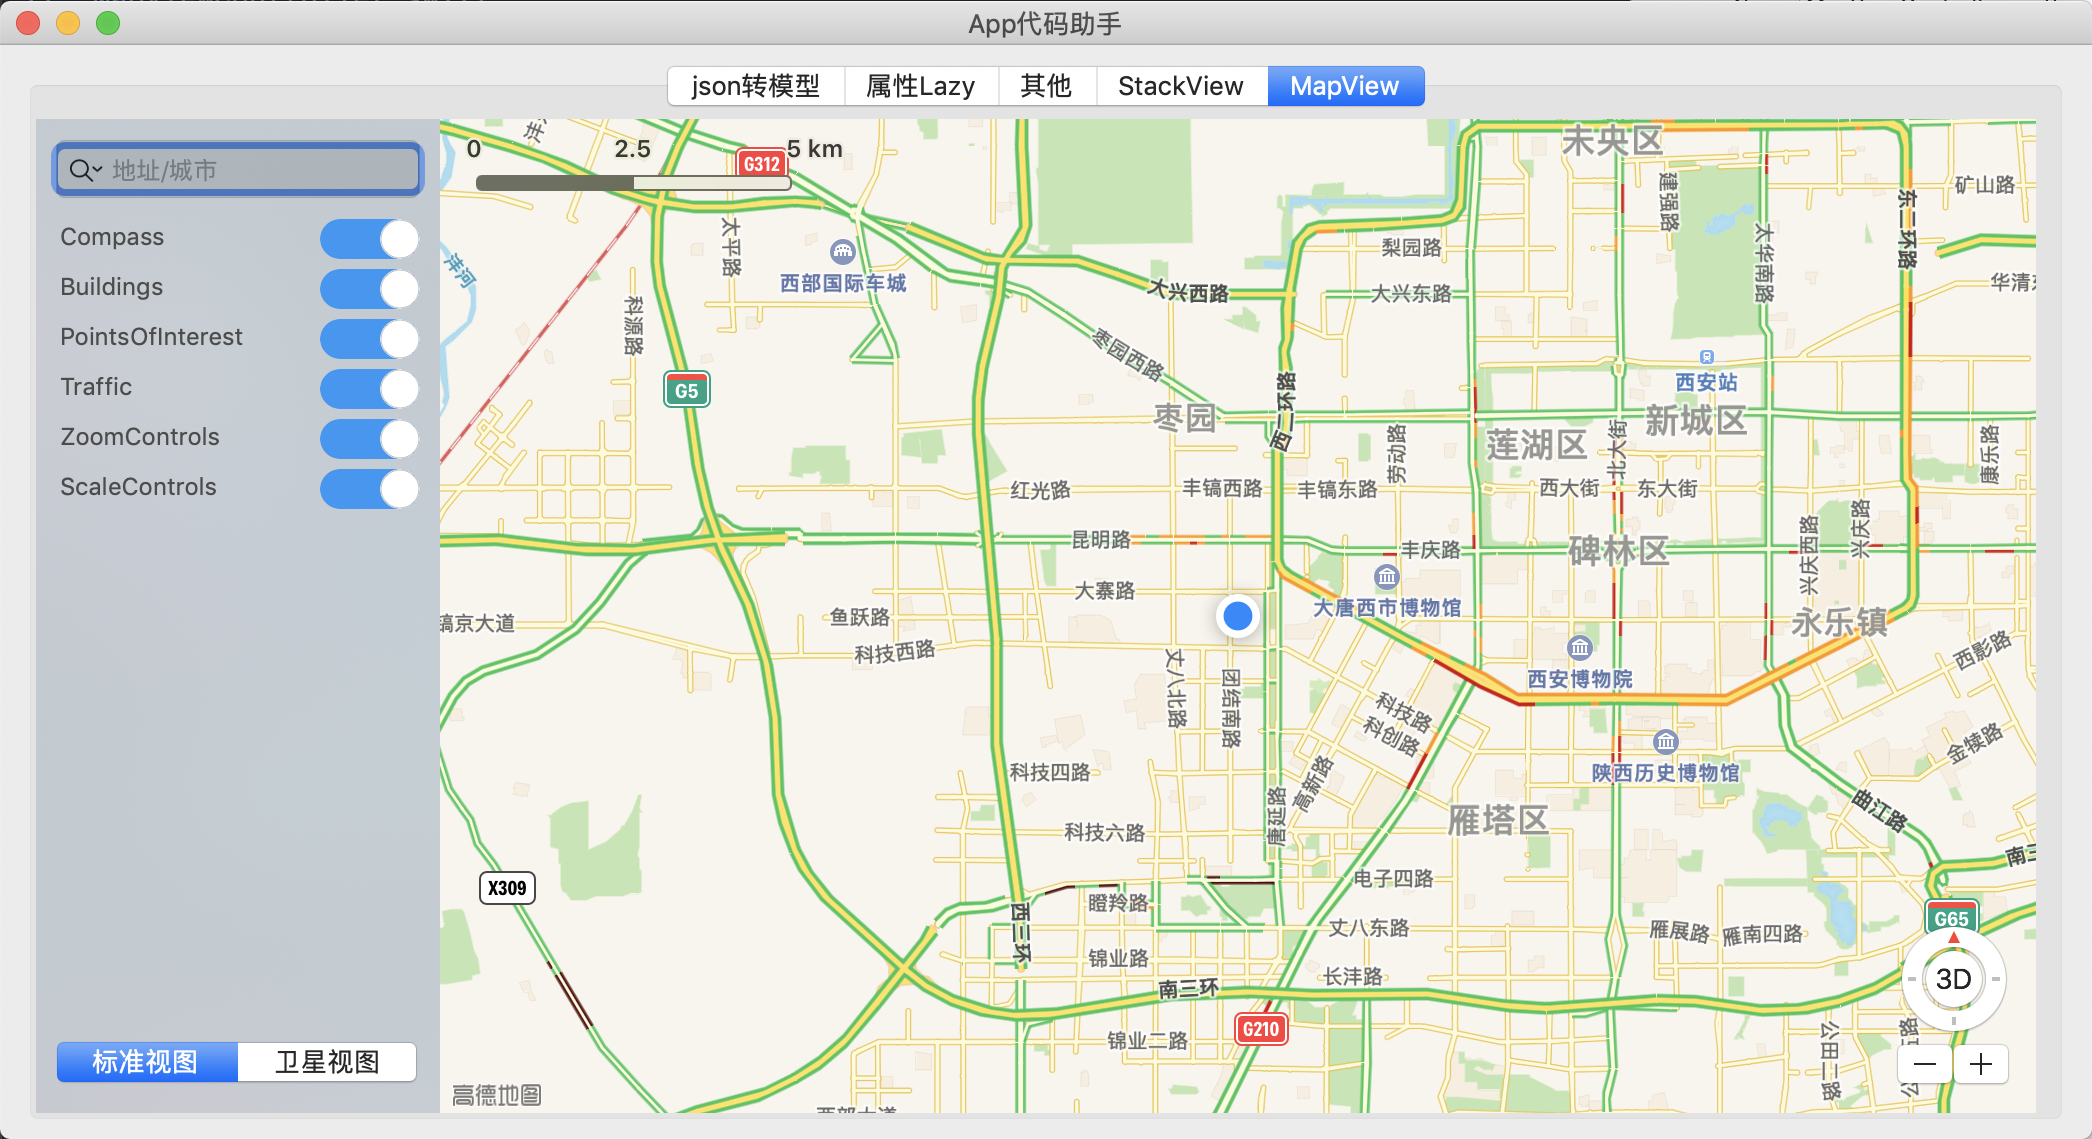 App代码助手
json转模型
属性Lazy
其他
StackView
MapView
地址/城市
Compass
Buildings
PointsOfInterest
Traffic
ZoomControls
ScaleControls
标准视图
卫星视图
0 2.5 5 km
G312
未央区
矿山路
建强路
东二环路
太平路
太华南路
梨园路
西部国际车城
沣河
大兴西路
大兴东路
科源路
枣园西路
西安站
G5
西二环路
枣园
新城区
莲湖区
北大街
劳动路
康乐路
红光路
丰镐西路
丰镐东路
西大街
东大街
昆明路
丰庆路
碑林区
兴庆西路
兴庆路
大寨路
大唐西市博物馆
鱼跃路
镐京大道
永乐镇
科技西路
西影路
西安博物院
丈八北路
团结南路
科技路
科创路
金犊路
科技四路
高新路
陕西历史博物馆
唐延路
曲江路
雁塔区
科技六路
电子四路
X309
瞪羚路
西三环
丈八东路
雁展路
雁南四路
G65
锦业路
长沣路
3D
南三环
G210
锦业二路
公田二路
高德地图